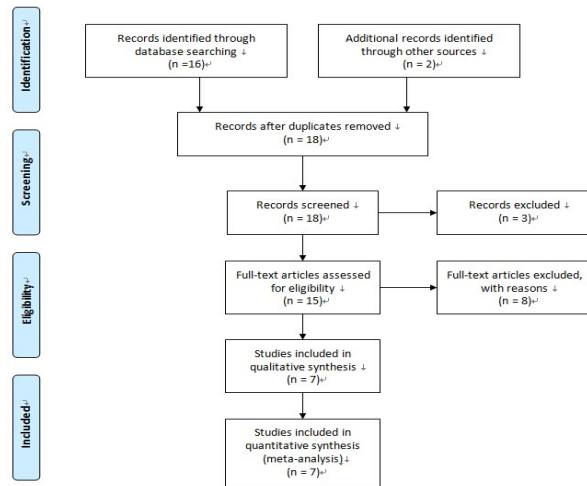 Identification
Records identified through
database searching ↓
(n =16)↵
Additional records identified
through other sources ↓
(n = 2)↵
Records after duplicates removed ↓
(n = 18)↵
Screening
Records screened ↓
(n = 18)↵
Records excluded ↓
(n = 3)↵
Eligibility
Full-text articles assessed
for eligibility ↓
(n = 15)↵
Full-text articles excluded,
with reasons ↓
(n = 8)↵
Studies included in
qualitative synthesis ↓
(n = 7)↵
Included
Studies included in
quantitative synthesis
(meta-analysis)↓
(n = 7)↵